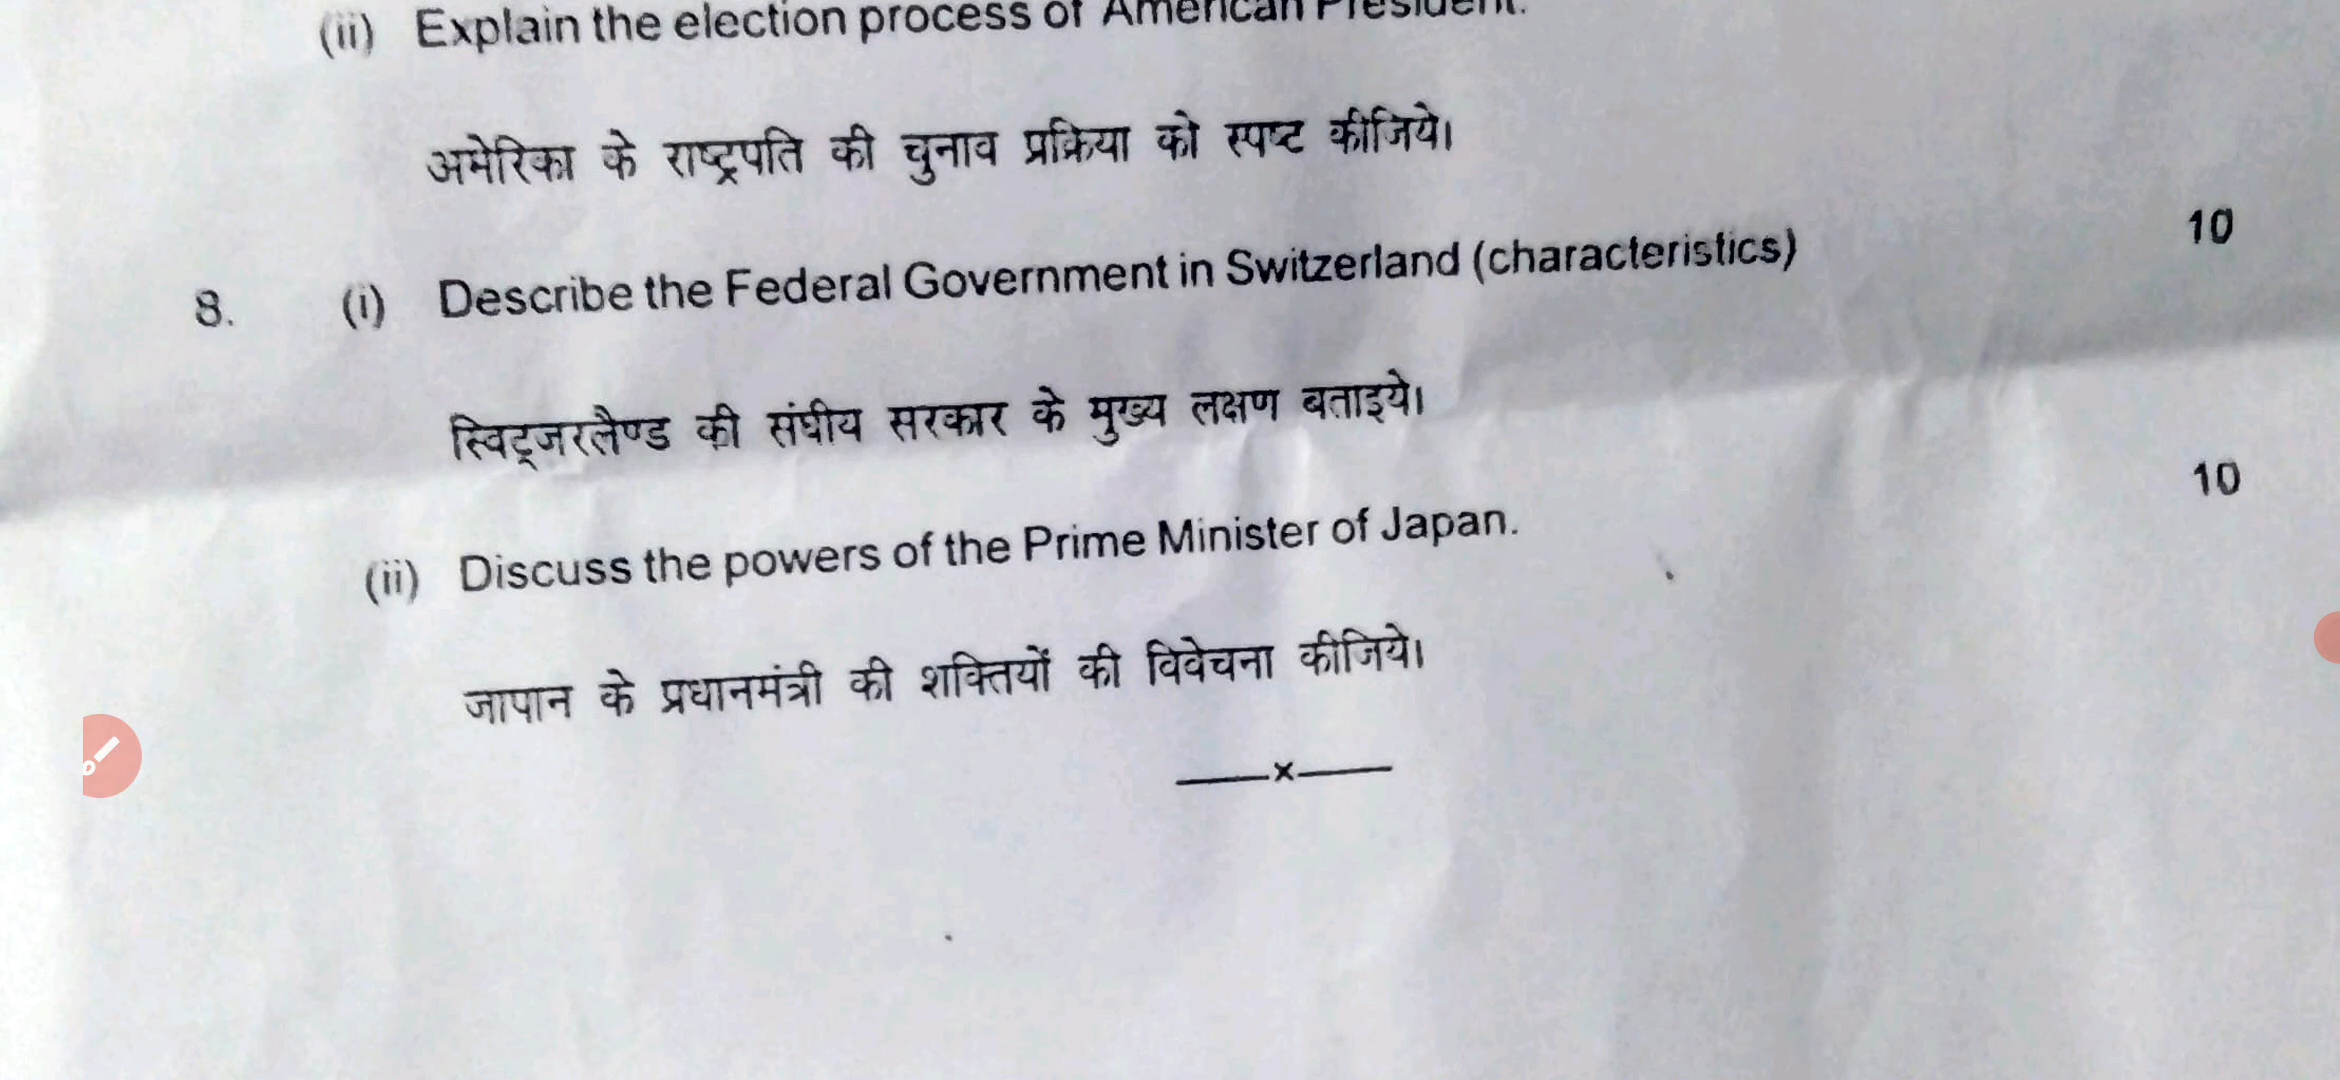 (ii) Explain the election process of American President.
अमेरिका के राष्ट्रपति की चुनाव प्रक्रिया को स्पष्ट कीजिये।
8. (i) Describe the Federal Government in Switzerland (characteristics) 10
स्विट्जरलैण्ड की संघीय सरकार के मुख्य लक्षण बताइये।
(ii) Discuss the powers of the Prime Minister of Japan. 10
जापान के प्रधानमंत्री की शक्तियों की विवेचना कीजिये।
——x——